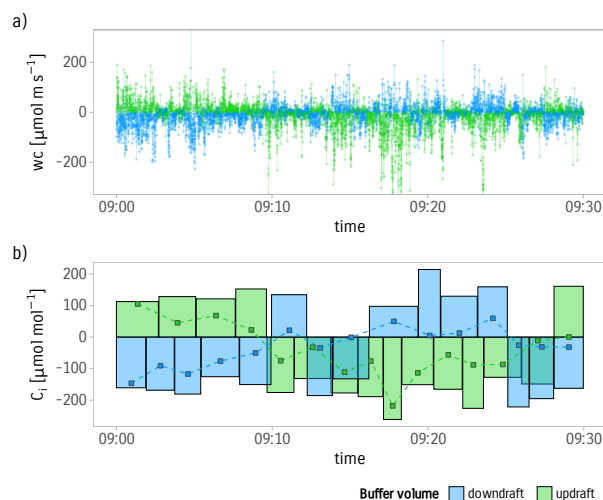 a)
wc [µmol m s⁻¹]
200
0
-200
09:00
09:10
09:20
09:30
time
b)
Cᵢ [µmol mol⁻¹]
200
100
0
-100
-200
09:00
09:10
09:20
09:30
time
Buffer volume downdraft updraft